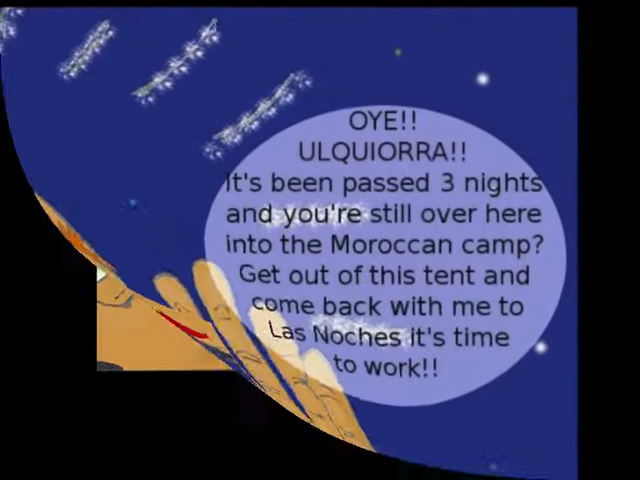 OYE!!
ULQUIORRA!!
It's been passed 3 nights
and you're still over here
into the Moroccan camp?
Get out of this tent and
come back with me to
Las Noches it's time
to work!!